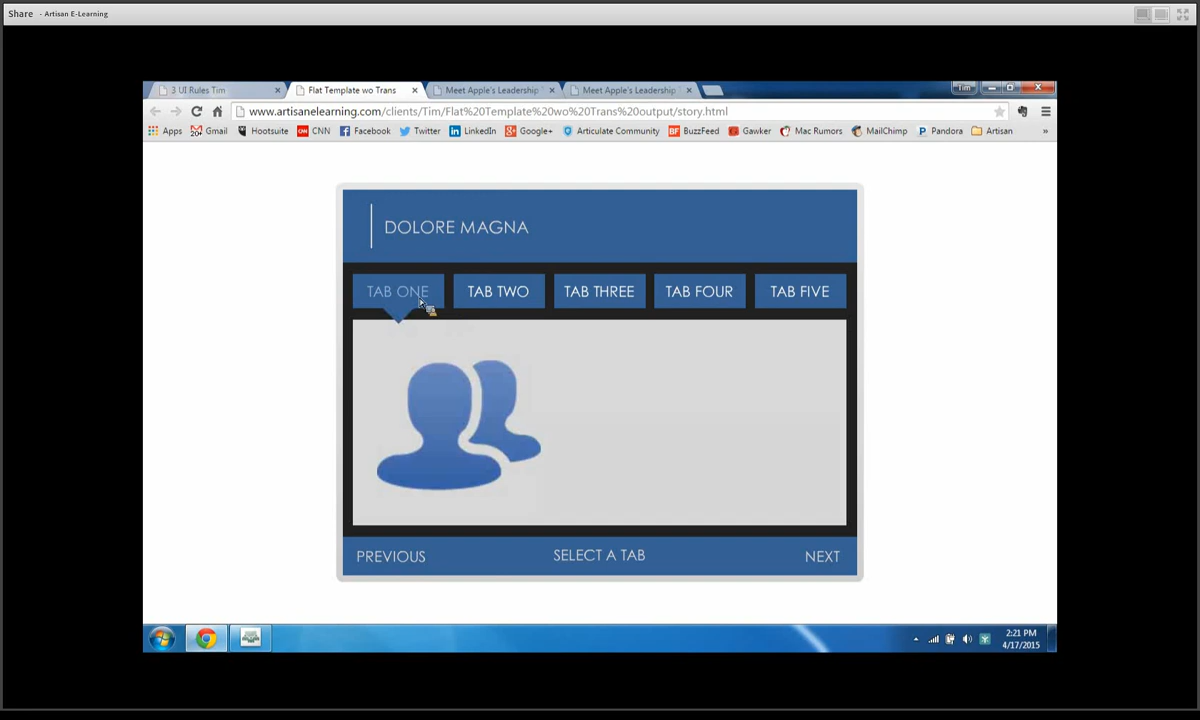 Share - Artisan E-Learning
3 UI Rules Tim
Flat Template wo Trans
Meet Apple's Leadership
Meet Apple's Leadership
Tim
www.artisanelearning.com/clients/Tim/Flat%20Template%20wo%20Trans%20output/story.html
Apps Gmail Hootsuite CNN Facebook Twitter LinkedIn Google+ Articulate Community BuzzFeed Gawker Mac Rumors MailChimp Pandora Artisan »
DOLORE MAGNA
TAB ONE TAB TWO TAB THREE TAB FOUR TAB FIVE
PREVIOUS SELECT A TAB NEXT
2:21 PM
4/17/2015